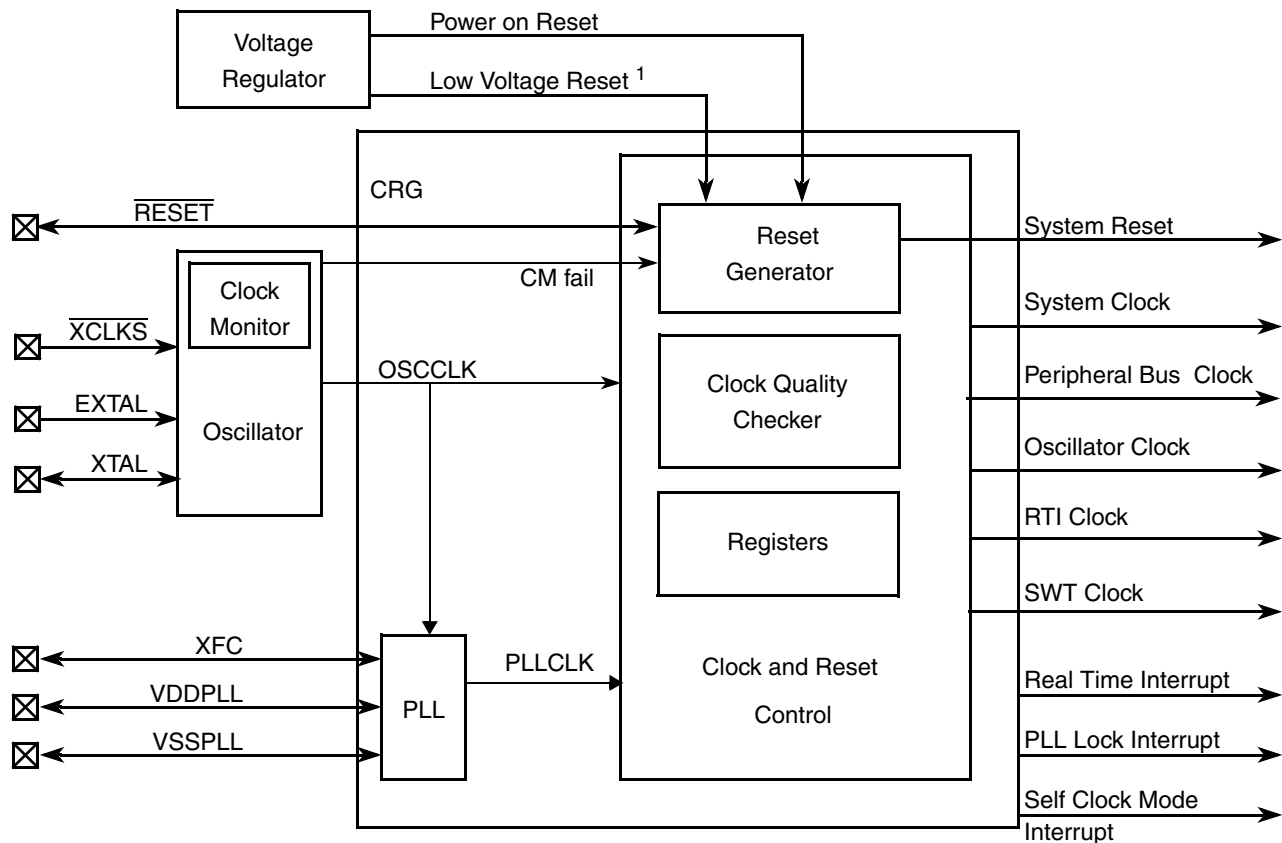 Power on Reset
Voltage
Regulator
Low Voltage Reset 1
CRG
RESET
Reset
Generator
System Reset
CM fail
Clock
Monitor
System Clock
XCLKS
OSCCLK
Clock Quality
Checker
Peripheral Bus Clock
EXTAL
Oscillator
Oscillator Clock
XTAL
RTI Clock
Registers
SWT Clock
XFC
PLLCLK
Clock and Reset
Control
Real Time Interrupt
VDDPLL
PLL
PLL Lock Interrupt
VSSPLL
Self Clock Mode
Interrupt